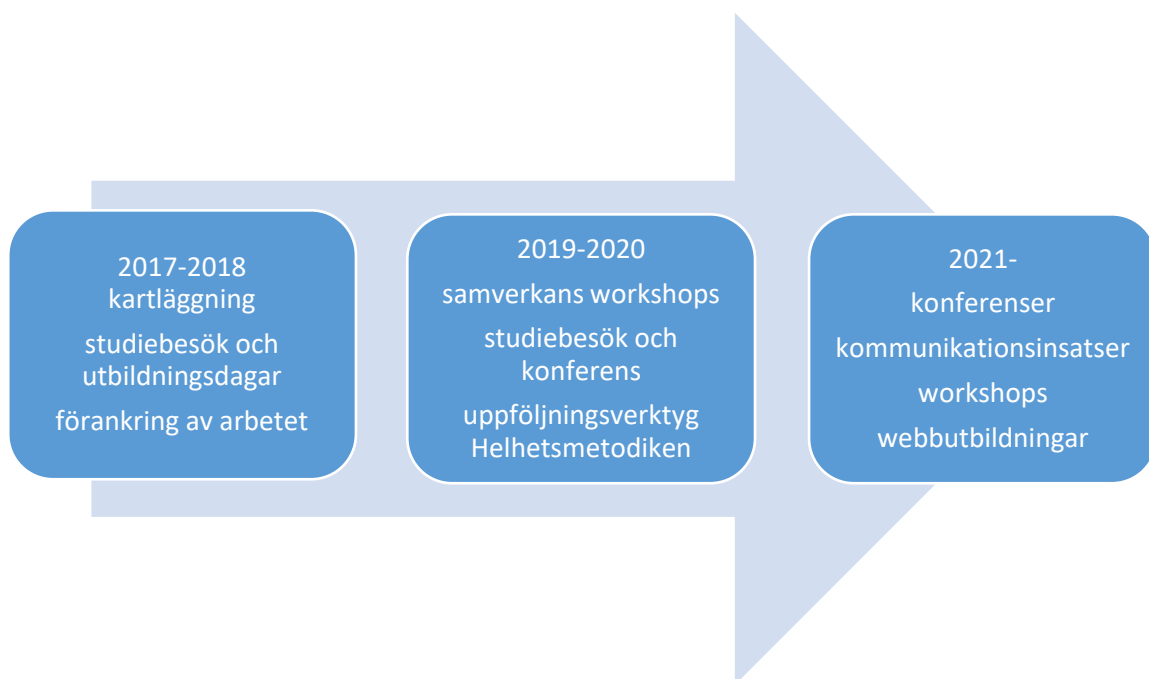 2017-2018
kartläggning
studiebesök och
utbildningsdagar
förankring av arbetet
2019-2020
samverkans workshops
studiebesök och
konferens
uppföljningsverktyg
Helhetsmetodiken
2021-
konferenser
kommunikationsinsatser
workshops
webbutbildningar